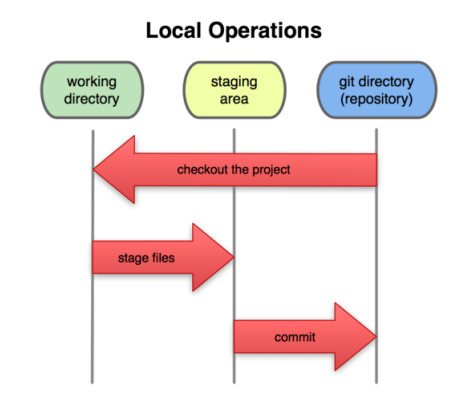 Local Operations
working
directory
staging
area
git directory
(repository)
checkout the project
stage files
commit